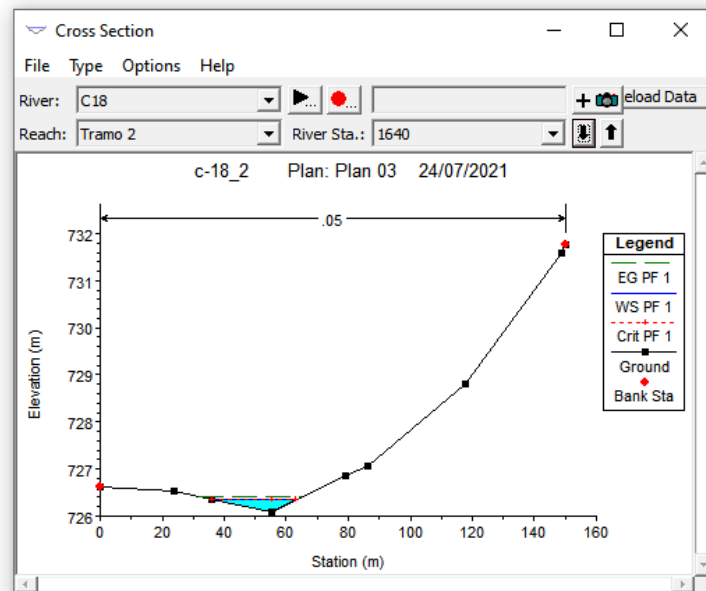 Cross Section
File Type Options Help
River: C18 ... ... + eload Data
Reach: Tramo 2 River Sta.: 1640
c-18_2 Plan: Plan 03 24/07/2021
.05
732
731
730
729
728
727
726
Elevation (m)
0 20 40 60 80 100 120 140 160
Station (m)
Legend
EG PF 1
WS PF 1
Crit PF 1
Ground
Bank Sta